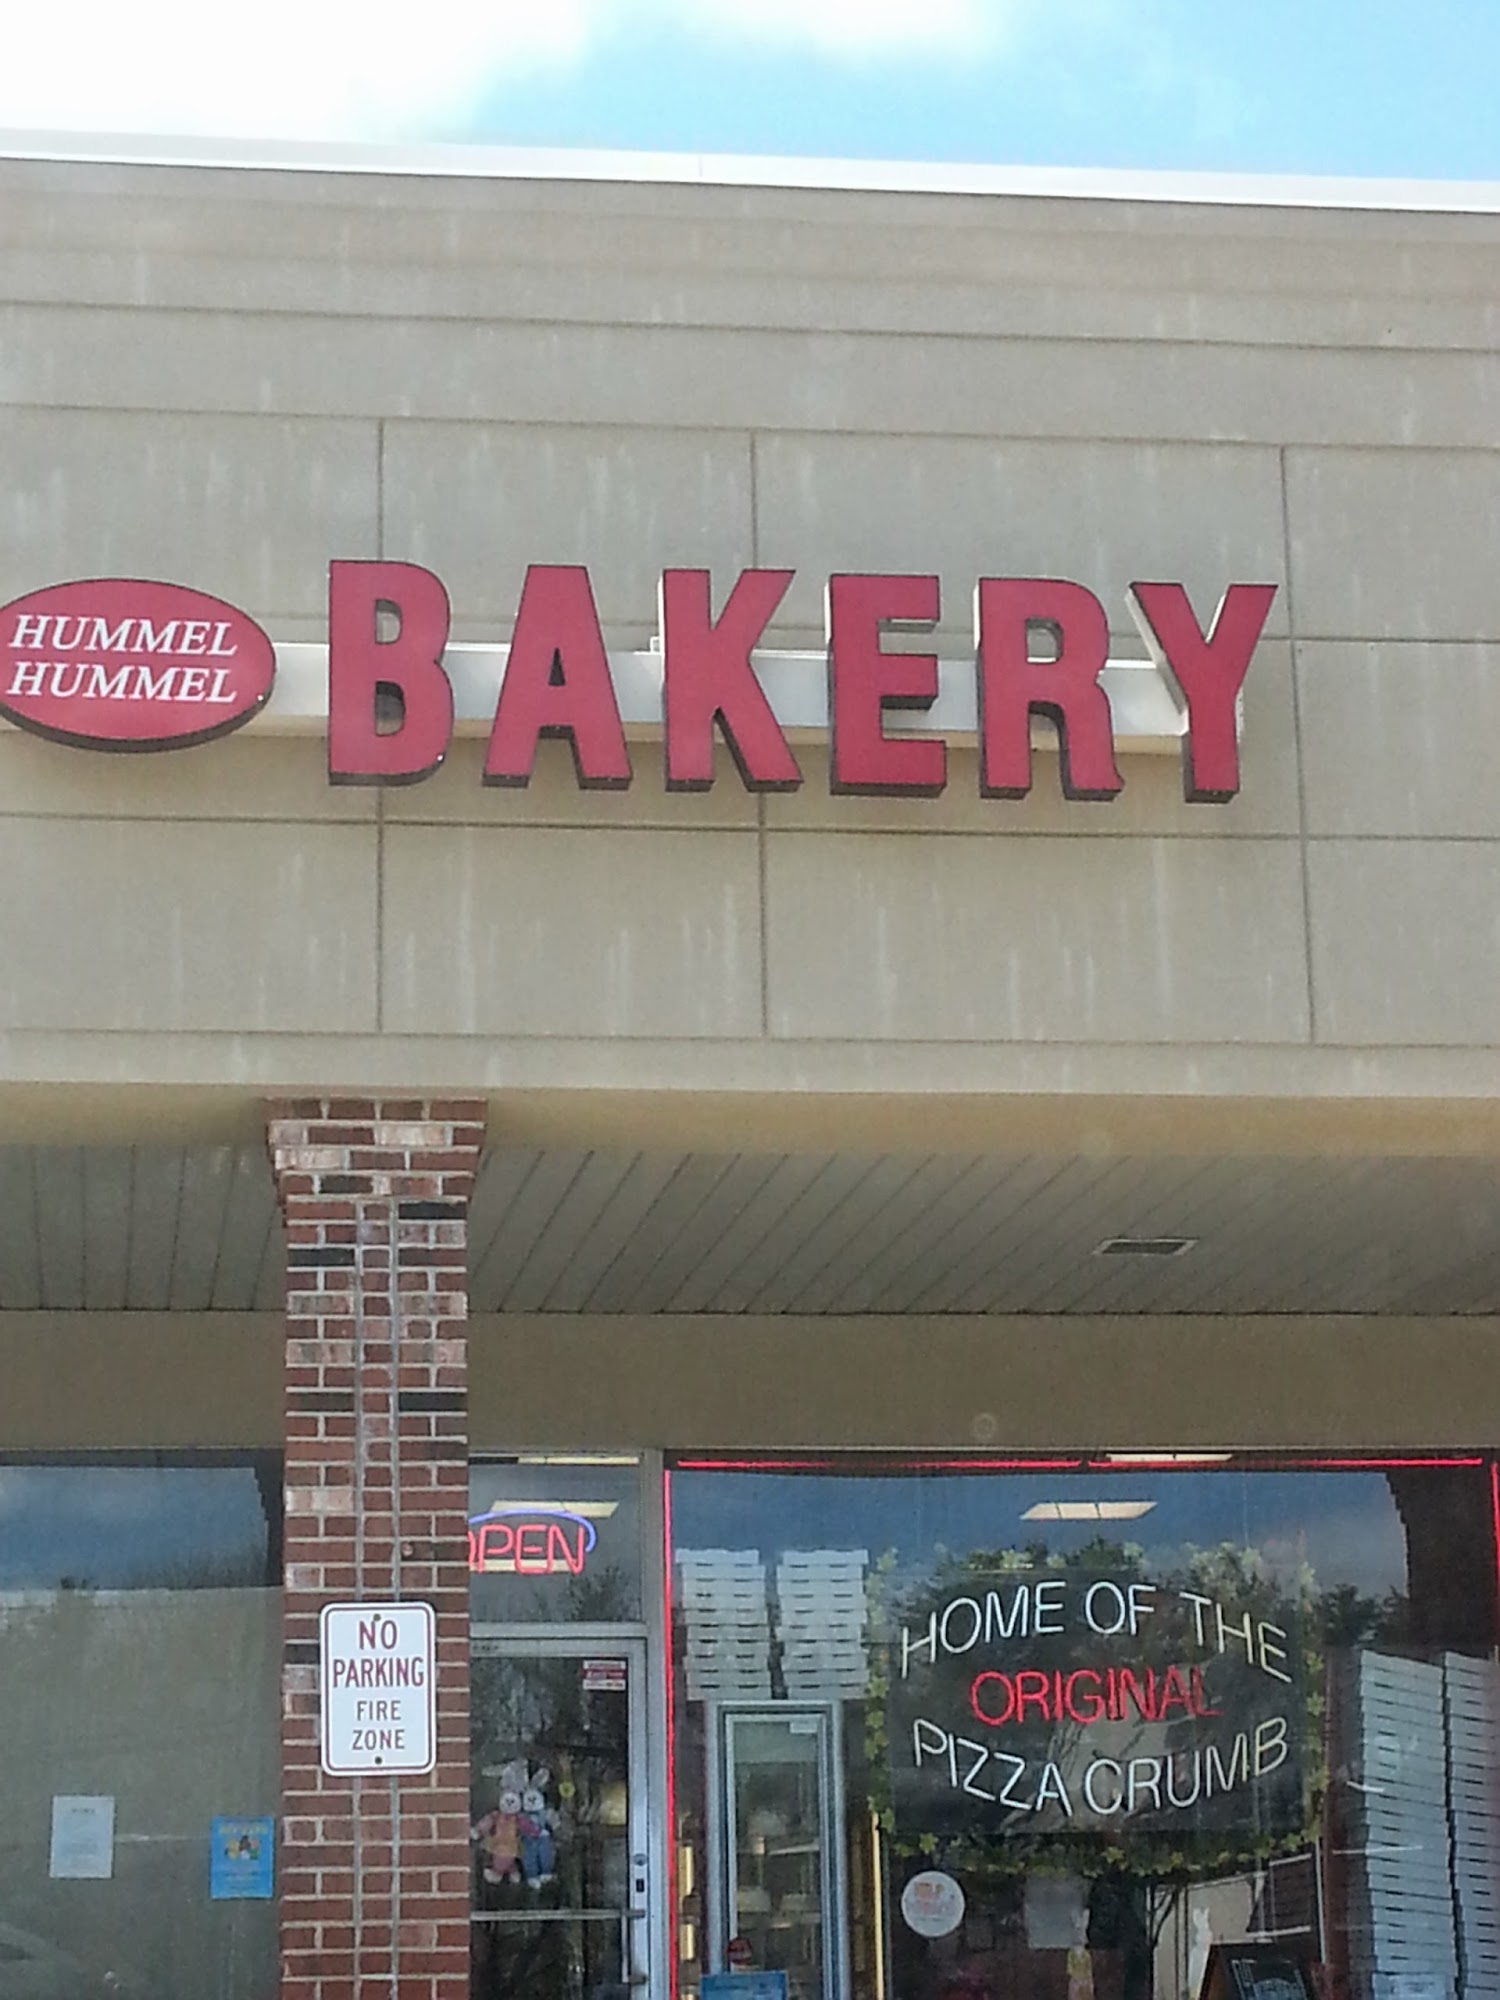 HUMMEL
HUMMEL
BAKERY
OPEN
NO
PARKING
FIRE
ZONE
HOME OF THE
ORIGINAL
PIZZA CRUMB